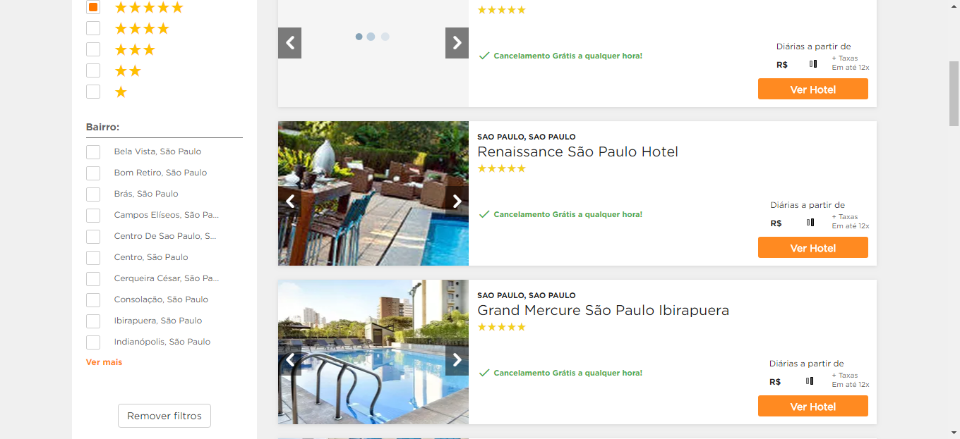 Bairro:
Bela Vista, São Paulo
Bom Retiro, São Paulo
Brás, São Paulo
Campos Elíseos, São Pa...
Centro De Sao Paulo, S...
Centro, São Paulo
Cerqueira César, São Pa...
Consolação, São Paulo
Ibirapuera, São Paulo
Indianópolis, São Paulo
Ver mais
Remover filtros
Cancelamento Grátis a qualquer hora!
Diárias a partir de
R$
+ Taxas
Em até 12x
Ver Hotel
SAO PAULO, SAO PAULO
Renaissance São Paulo Hotel
Cancelamento Grátis a qualquer hora!
Diárias a partir de
R$
+ Taxas
Em até 12x
Ver Hotel
SAO PAULO, SAO PAULO
Grand Mercure São Paulo Ibirapuera
Cancelamento Grátis a qualquer hora!
Diárias a partir de
R$
+ Taxas
Em até 12x
Ver Hotel